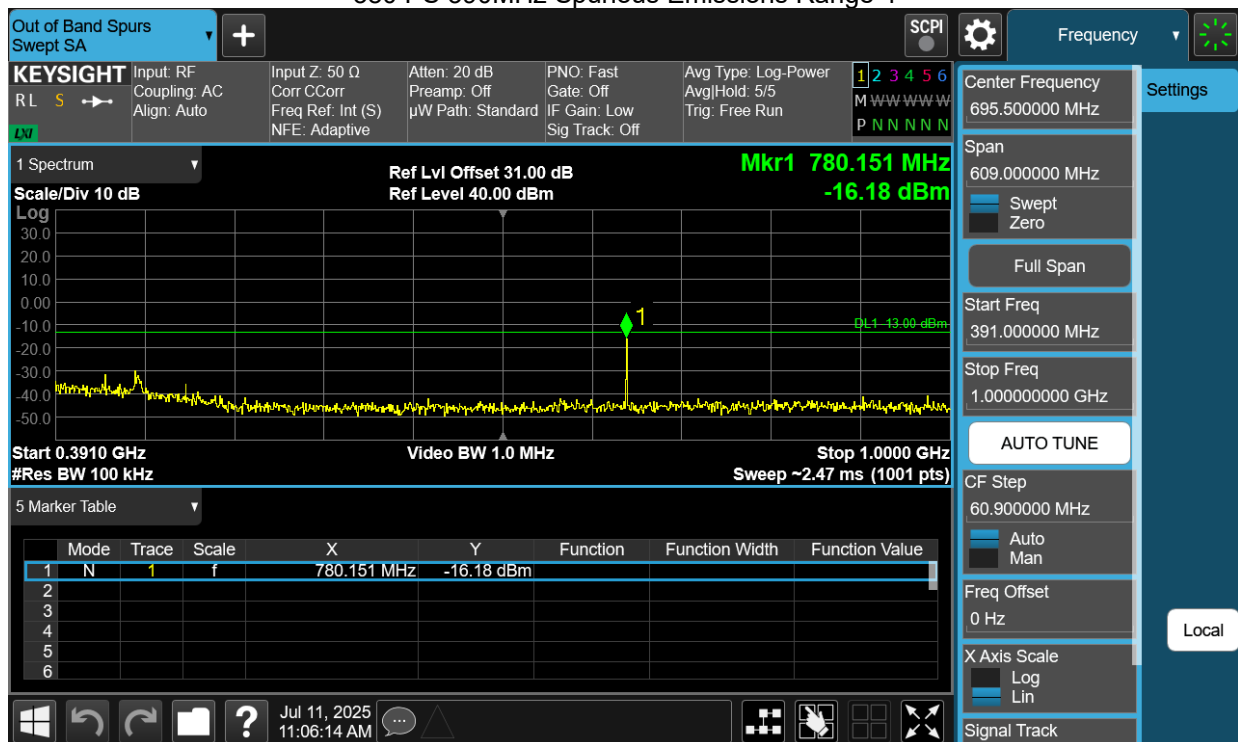 Out of Band Spurs
Swept SA
SCPI
Frequency
KEYSIGHT
RL S
LXI
Input: RF
Coupling: AC
Align: Auto
Input Z: 50 Ω
Corr CCorr
Freq Ref: Int (S)
NFE: Adaptive
Atten: 20 dB
Preamp: Off
µW Path: Standard
PNO: Fast
Gate: Off
IF Gain: Low
Sig Track: Off
Avg Type: Log-Power
Avg|Hold: 5/5
Trig: Free Run
1 2 3 4 5 6
M W W W W W
P N N N N N
1 Spectrum
Scale/Div 10 dB
Ref Lvl Offset 31.00 dB
Ref Level 40.00 dBm
Mkr1 780.151 MHz
-16.18 dBm
Log
30.0
20.0
10.0
0.00
-10.0
-20.0
-30.0
-40.0
-50.0
1
DL1 -13.00 dBm
Start 0.3910 GHz
#Res BW 100 kHz
Video BW 1.0 MHz
Stop 1.0000 GHz
Sweep ~2.47 ms (1001 pts)
5 Marker Table
Mode Trace Scale X Y Function Function Width Function Value
1 N 1 f 780.151 MHz -16.18 dBm
2
3
4
5
6
Jul 11, 2025
11:06:14 AM
Center Frequency
695.500000 MHz
Span
609.000000 MHz
Swept
Zero
Full Span
Start Freq
391.000000 MHz
Stop Freq
1.000000000 GHz
AUTO TUNE
CF Step
60.900000 MHz
Auto
Man
Freq Offset
0 Hz
X Axis Scale
Log
Lin
Signal Track
Settings
Local